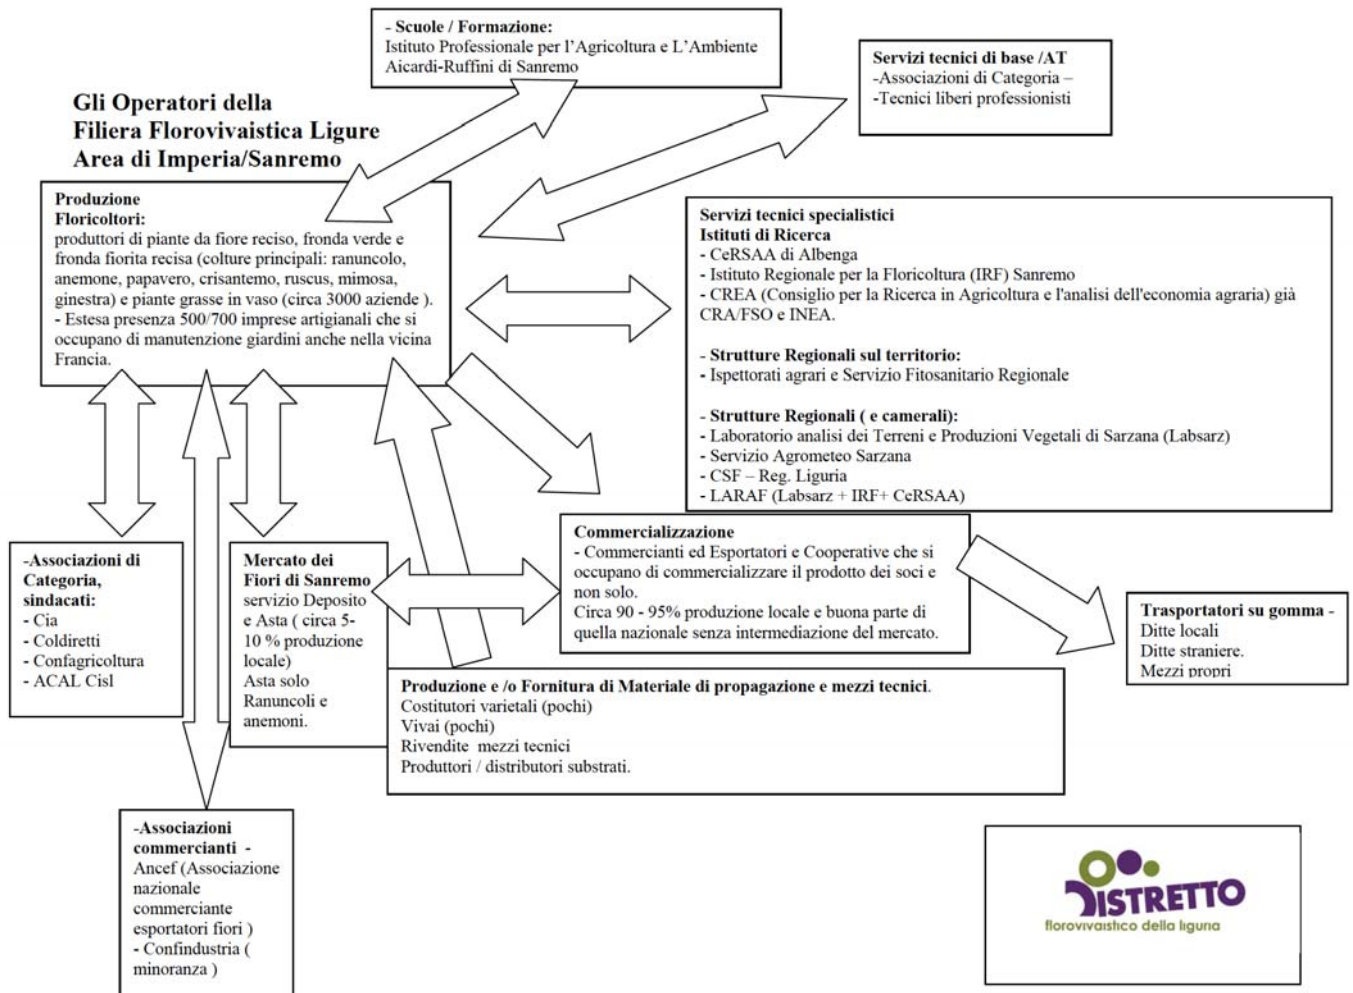 - Scuole / Formazione:
Istituto Professionale per l'Agricoltura e L'Ambiente
Aicardi-Ruffini di Sanremo
Servizi tecnici di base /AT
-Associazioni di Categoria –
-Tecnici liberi professionisti
Gli Operatori della
Filiera Florovivaistica Ligure
Area di Imperia/Sanremo
Produzione
Floricoltori:
produttori di piante da fiore reciso, fronda verde e
fronda fiorita recisa (colture principali: ranuncolo,
anemone, papavero, crisantemo, ruscus, mimosa,
ginestra) e piante grasse in vaso (circa 3000 aziende ).
- Estesa presenza 500/700 imprese artigianali che si
occupano di manutenzione giardini anche nella vicina
Francia.
Servizi tecnici specialistici
Istituti di Ricerca
- CeRSAA di Albenga
- Istituto Regionale per la Floricoltura (IRF) Sanremo
- CREA (Consiglio per la Ricerca in Agricoltura e l'analisi dell'economia agraria) già
CRA/FSO e INEA.
- Strutture Regionali sul territorio:
- Ispettorati agrari e Servizio Fitosanitario Regionale
- Strutture Regionali ( e camerali):
- Laboratorio analisi dei Terreni e Produzioni Vegetali di Sarzana (Labsarz)
- Servizio Agrometeo Sarzana
- CSF – Reg. Liguria
- LARAF (Labsarz + IRF+ CeRSAA)
-Associazioni di
Categoria,
sindacati:
- Cia
- Coldiretti
- Confagricoltura
- ACAL Cisl
Mercato dei
Fiori di Sanremo
servizio Deposito
e Asta ( circa 5-
10 % produzione
locale)
Asta solo
Ranuncoli e
anemoni.
Commercializzazione
- Commercianti ed Esportatori e Cooperative che si
occupano di commercializzare il prodotto dei soci e
non solo.
Circa 90 - 95% produzione locale e buona parte di
quella nazionale senza intermediazione del mercato.
Trasportatori su gomma -
Ditte locali
Ditte straniere.
Mezzi propri
Produzione e /o Fornitura di Materiale di propagazione e mezzi tecnici.
Costitutori varietali (pochi)
Vivai (pochi)
Rivendite mezzi tecnici
Produttori / distributori substrati.
-Associazioni
commercianti -
Ancef (Associazione
nazionale
commerciante
esportatori fiori )
- Confindustria (
minoranza )
DISTRETTO
florovivaistico della liguria